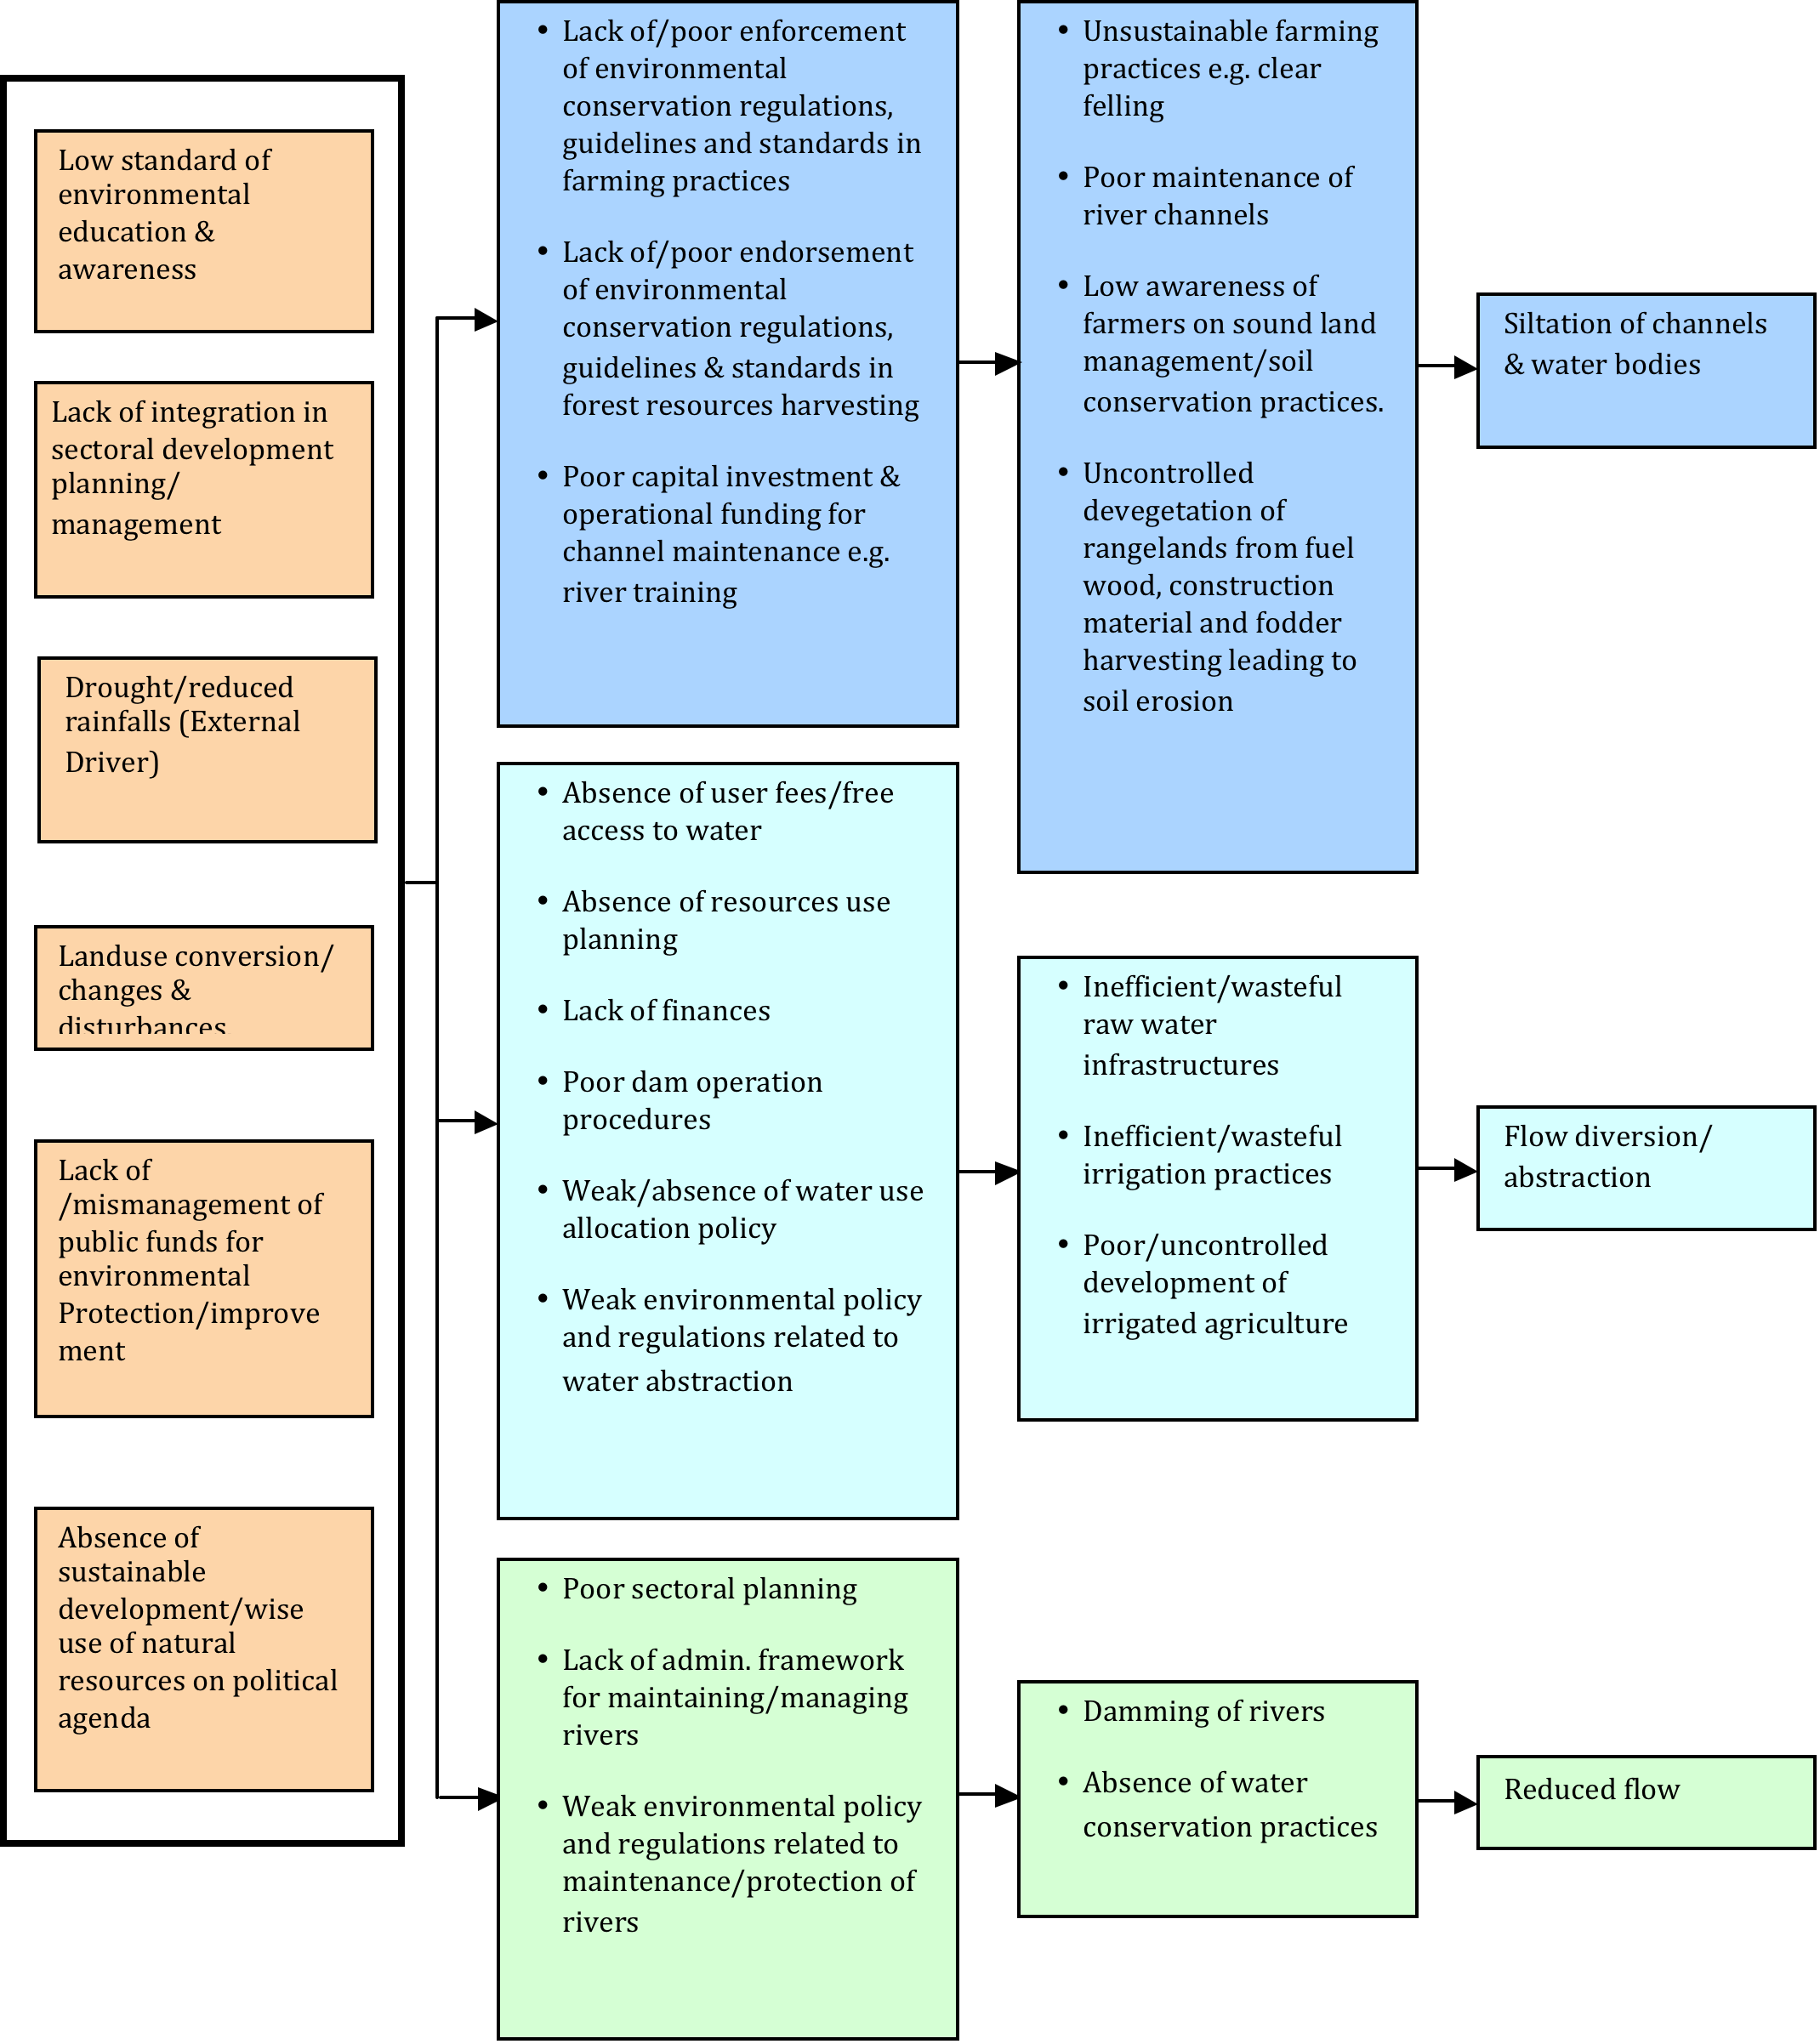 Low standard of
environmental
education &
awareness
Lack of integration in
sectoral development
planning/
management
Drought/reduced
rainfalls (External
Driver)
Landuse conversion/
changes &
disturbances
Lack of
/mismanagement of
public funds for
environmental
Protection/improve
ment
Absence of
sustainable
development/wise
use of natural
resources on political
agenda
• Lack of/poor enforcement
of environmental
conservation regulations,
guidelines and standards in
farming practices
• Lack of/poor endorsement
of environmental
conservation regulations,
guidelines & standards in
forest resources harvesting
• Poor capital investment &
operational funding for
channel maintenance e.g.
river training
• Unsustainable farming
practices e.g. clear
felling
• Poor maintenance of
river channels
• Low awareness of
farmers on sound land
management/soil
conservation practices.
• Uncontrolled
devegetation of
rangelands from fuel
wood, construction
material and fodder
harvesting leading to
soil erosion
Siltation of channels
& water bodies
• Absence of user fees/free
access to water
• Absence of resources use
planning
• Lack of finances
• Poor dam operation
procedures
• Weak/absence of water use
allocation policy
• Weak environmental policy
and regulations related to
water abstraction
• Inefficient/wasteful
raw water
infrastructures
• Inefficient/wasteful
irrigation practices
• Poor/uncontrolled
development of
irrigated agriculture
Flow diversion/
abstraction
• Poor sectoral planning
• Lack of admin. framework
for maintaining/managing
rivers
• Weak environmental policy
and regulations related to
maintenance/protection of
rivers
• Damming of rivers
• Absence of water
conservation practices
Reduced flow